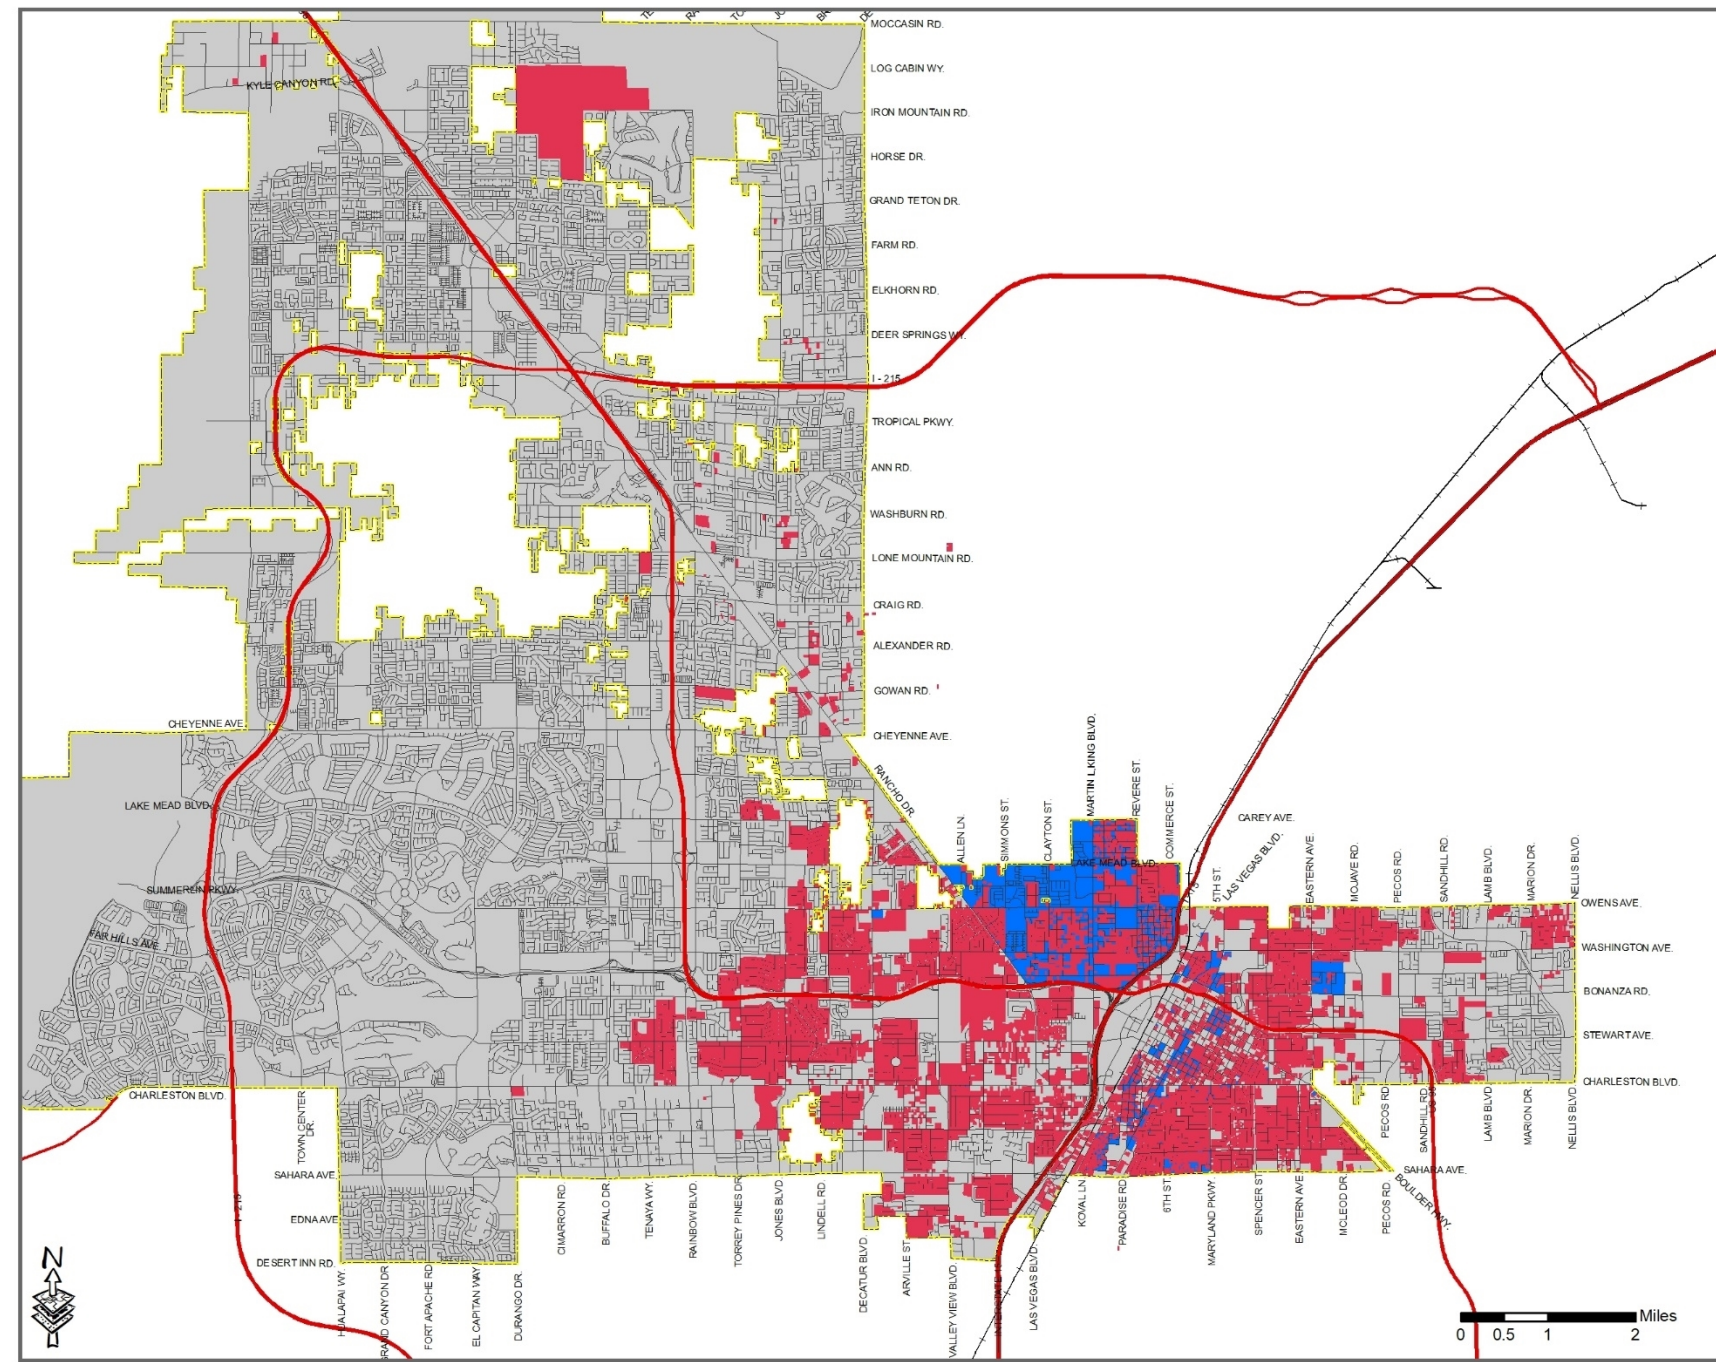 MOCCASIN RD.
LOG CABIN WY.
KYLE CANYON RD.
IRON MOUNTAIN RD.
HORSE DR.
GRAND TETON DR.
FARM RD.
ELKHORN RD.
DEER SPRINGS WY.
I - 215
TROPICAL PKWY.
ANN RD.
WASHBURN RD.
LONE MOUNTAIN RD.
CRAIG RD.
ALEXANDER RD.
GOWAN RD.
CHEYENNE AVE.
CHEYENNE AVE.
RANCHO DR.
MARTIN L KING BLVD.
REVERE ST.
COMMERCE ST.
ALLEN LN.
SIMMONS ST.
CLAYTON ST.
LAKE MEAD BLVD.
LAKE MEAD BLVD.
CAREY AVE.
5TH ST.
LAS VEGAS BLVD.
EASTERN AVE.
MOJAVE RD.
PECOS RD.
SANDHILL RD.
LAMB BLVD.
MARION DR.
NELLIS BLVD.
SUMMERLIN PKWY.
FAR HILLS AVE.
OWENS AVE.
WASHINGTON AVE.
BONANZA RD.
STEWART AVE.
CHARLESTON BLVD.
CHARLESTON BLVD.
TOWN CENTER
DR.
SAHARA AVE.
EDNA AVE.
DESERT INN RD.
I - 215
HUALAPAI WY.
GRAND CANYON DR.
FORT APACHE RD.
EL CAPITAN WAY
DURANGO DR.
CIMARRON RD.
BUFFALO DR.
TENAYA WY.
RAINBOW BLVD.
TORREY PINES DR.
JONES BLVD.
LINDELL RD.
DECATUR BLVD.
ARVILLE ST.
VALLEY VIEW BLVD.
LAS VEGAS BLVD.
KOVAL LN.
PARADISE RD.
6TH ST.
MARYLAND PKWY.
SPENCER ST.
EASTERN AVE.
MCLEOD DR.
PECOS RD.
PECOS RD.
SANDHILL RD.
LAMB BLVD.
MARION DR.
NELLIS BLVD.
SAHARA AVE.
BOULDER HWY.
N
Miles
0 0.5 1 2